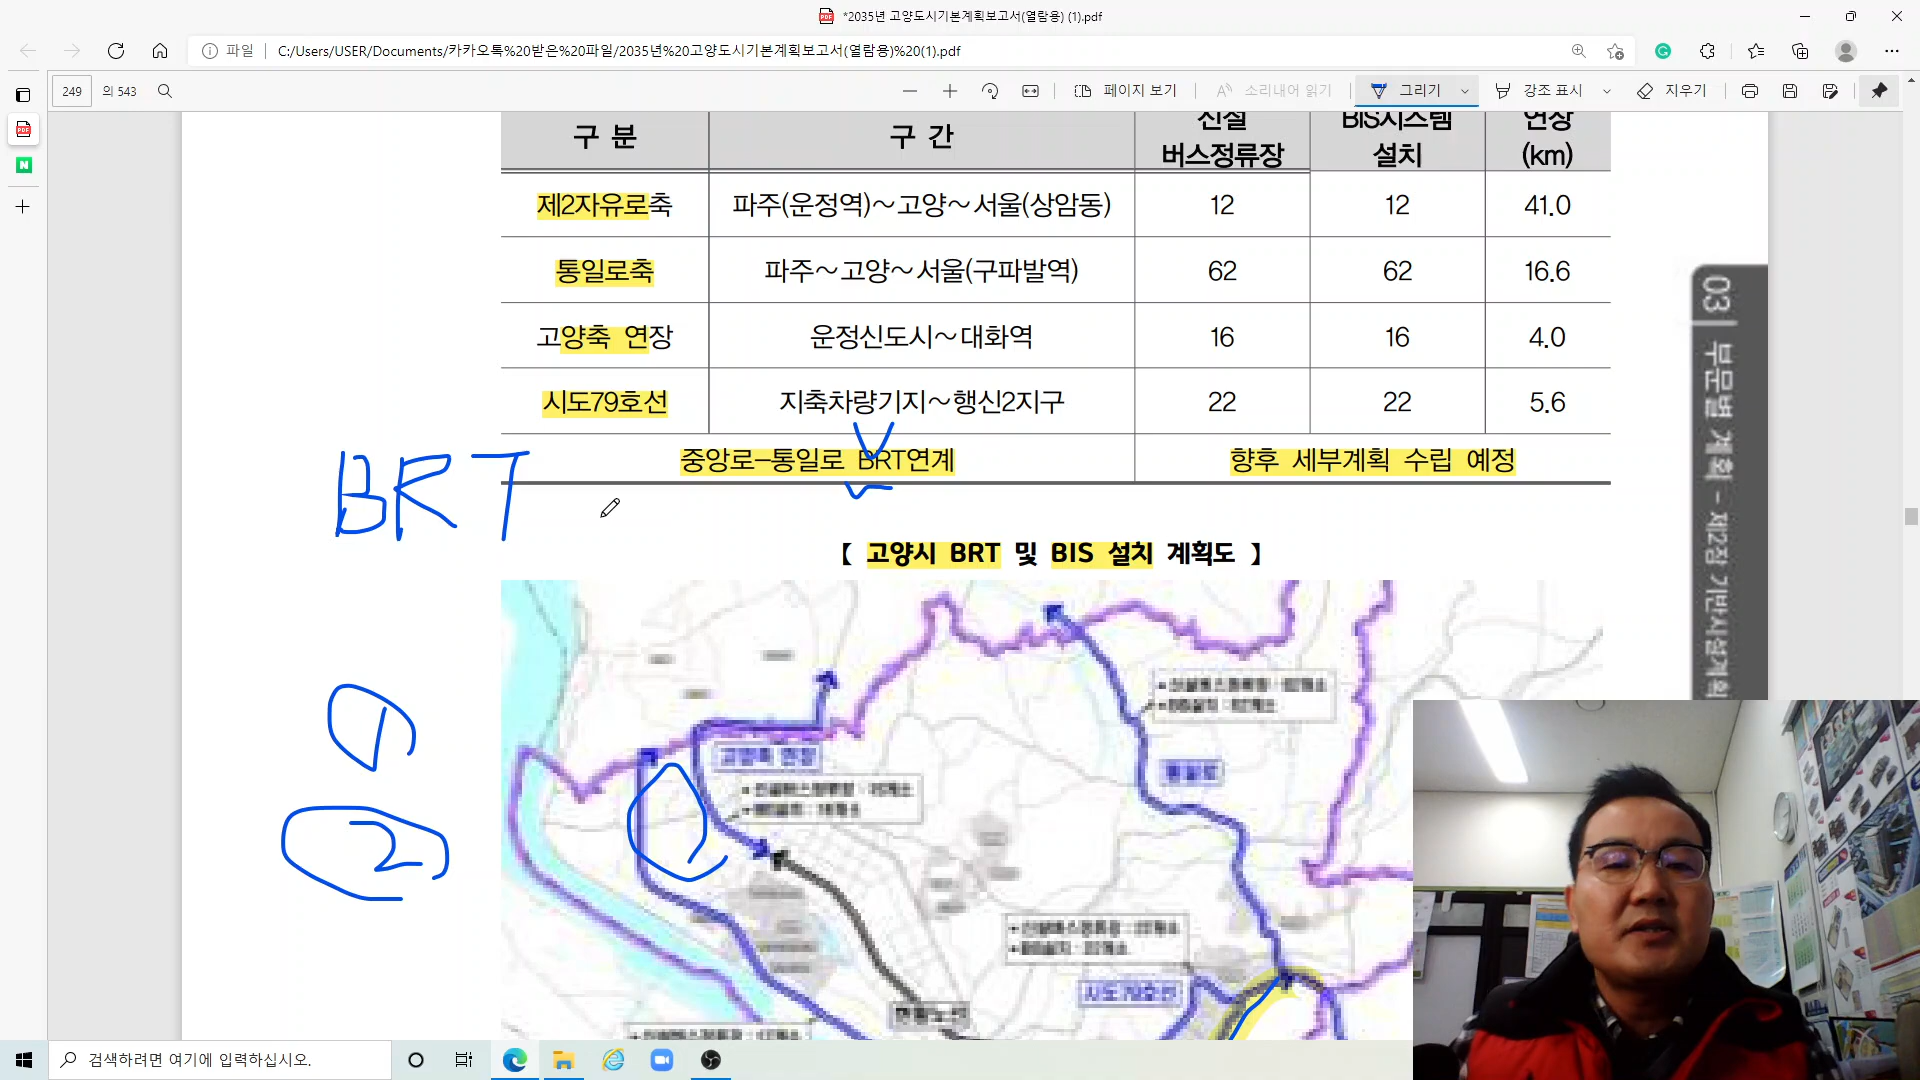 *2035년 고양도시기본계획보고서(열람용) (1).pdf
파일
C:/Users/USER/Documents/카카오톡%20받은%20파일/2035년%20고양도시기본계획보고서(열람용)%20(1).pdf
249 의 543
페이지 보기
소리내어 읽기
그리기
강조 표시
지우기
구 분 구 간 신설 버스정류장 BIS시스템 설치 연장 (km)
제2자유로축 파주(운정역)~고양~서울(상암동) 12 12 41.0
통일로축 파주~고양~서울(구파발역) 62 62 16.6
고양축 연장 운정신도시~대화역 16 16 4.0
시도79호선 지축차량기지~행신2지구 22 22 5.6
중앙로-통일로 BRT연계 향후 세부계획 수립 예정
BRT
【 고양시 BRT 및 BIS 설치 계획도 】
03 부문별 계획 - 제2장 기반시설계획
1
2
고양축 연장
통일로
시도79호선
검색하려면 여기에 입력하십시오.